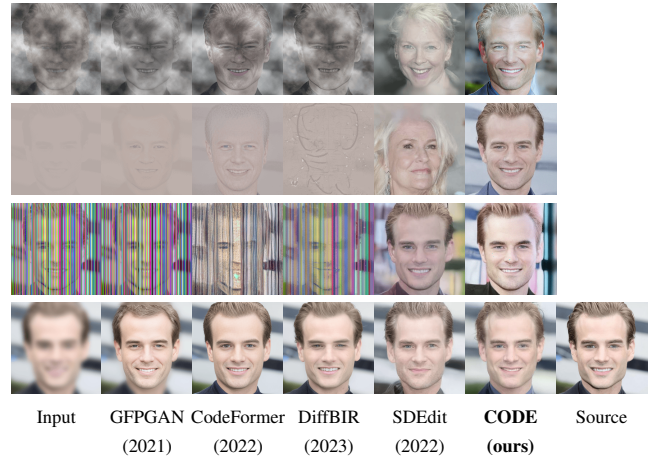 Input GFPGAN CodeFormer DiffBIR SDEdit CODE Source
(2021) (2022) (2023) (2022) (ours)